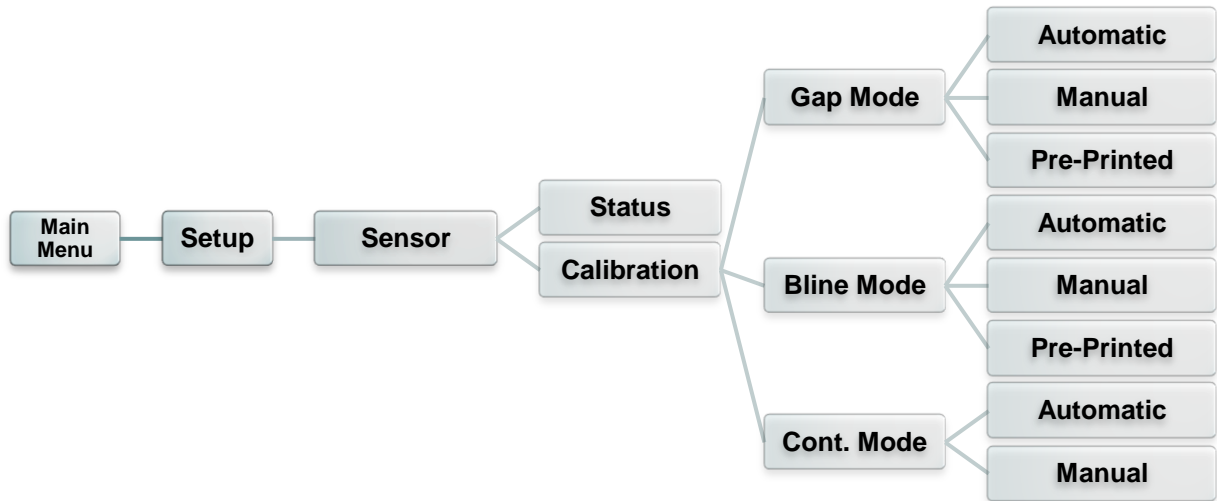 Main
Menu
Setup
Sensor
Status
Calibration
Gap Mode
Automatic
Manual
Pre-Printed
Bline Mode
Automatic
Manual
Pre-Printed
Cont. Mode
Automatic
Manual